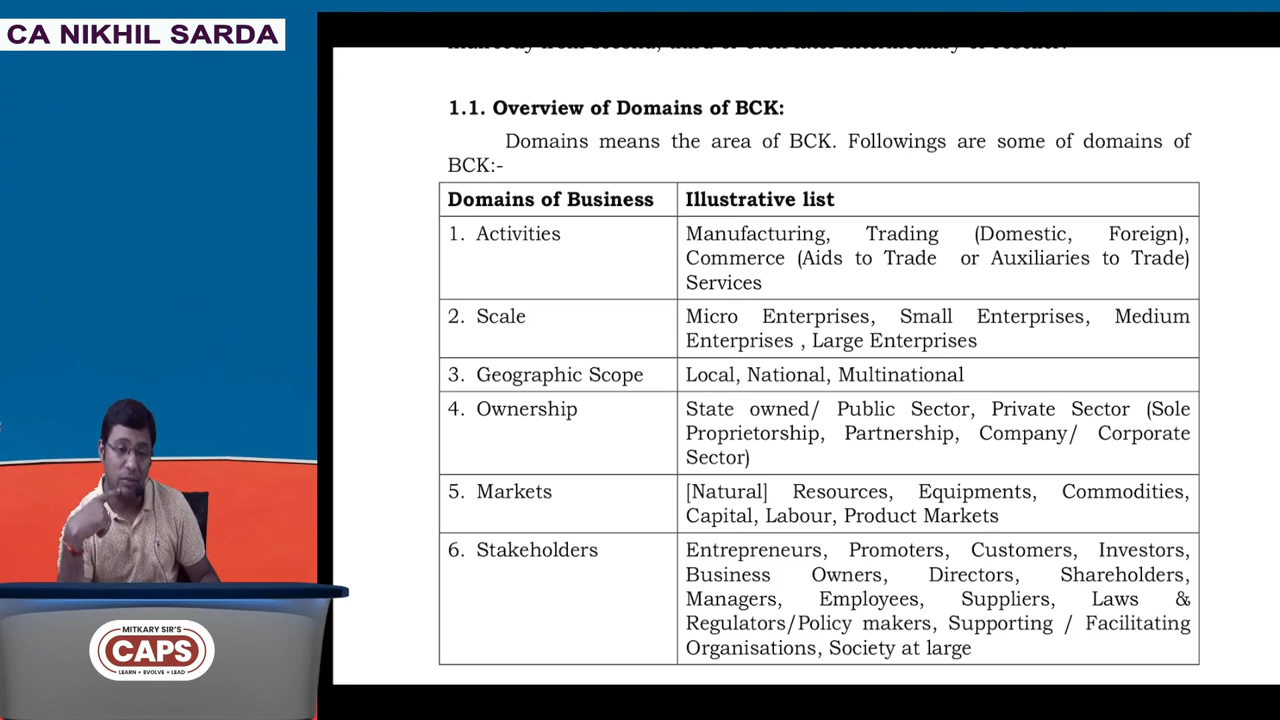 CA NIKHIL SARDA
1.1. Overview of Domains of BCK:
Domains means the area of BCK. Followings are some of domains of
BCK:-
Domains of Business
Illustrative list
1. Activities
Manufacturing, Trading (Domestic, Foreign),
Commerce (Aids to Trade or Auxiliaries to Trade)
Services
2. Scale
Micro Enterprises, Small Enterprises, Medium
Enterprises , Large Enterprises
3. Geographic Scope
Local, National, Multinational
4. Ownership
State owned/ Public Sector, Private Sector (Sole
Proprietorship, Partnership, Company/ Corporate
Sector)
5. Markets
[Natural] Resources, Equipments, Commodities,
Capital, Labour, Product Markets
6. Stakeholders
Entrepreneurs, Promoters, Customers, Investors,
Business Owners, Directors, Shareholders,
Managers, Employees, Suppliers, Laws &
Regulators/Policy makers, Supporting / Facilitating
Organisations, Society at large
MITKARY SIR'S
CAPS
LEARN • EVOLVE • LEAD